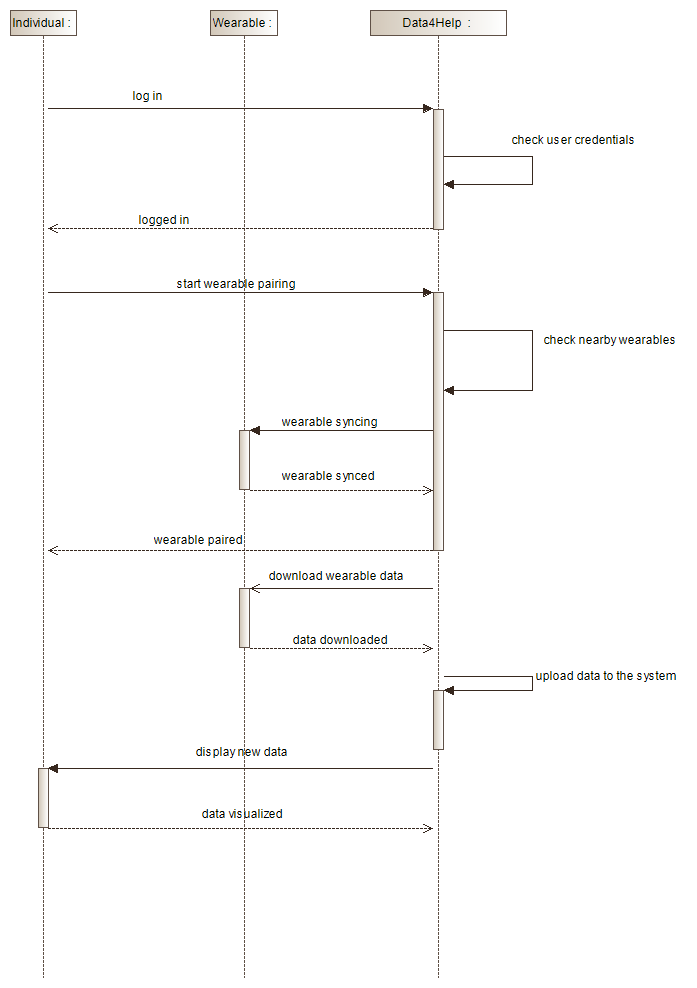 Individual :
Wearable :
Data4Help :
log in
check user credentials
logged in
start wearable pairing
check nearby wearables
wearable syncing
wearable synced
wearable paired
download wearable data
data downloaded
upload data to the system
display new data
data visualized